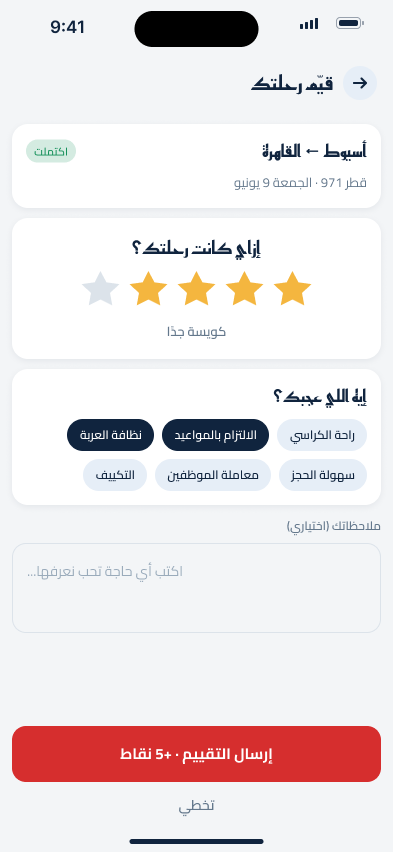 9:41
قيّم رحلتك
أسيوط ← القاهرة
اكتملت
قطر 971 · الجمعة 9 يونيو
إزاي كانت رحلتك؟
كويسة جدًا
إيه اللي عجبك؟
راحة الكراسي
الالتزام بالمواعيد
نظافة العربة
سهولة الحجز
معاملة الموظفين
التكييف
ملاحظاتك (اختياري)
اكتب أي حاجة تحب نعرفها...
إرسال التقييم · +5 نقاط
تخطي